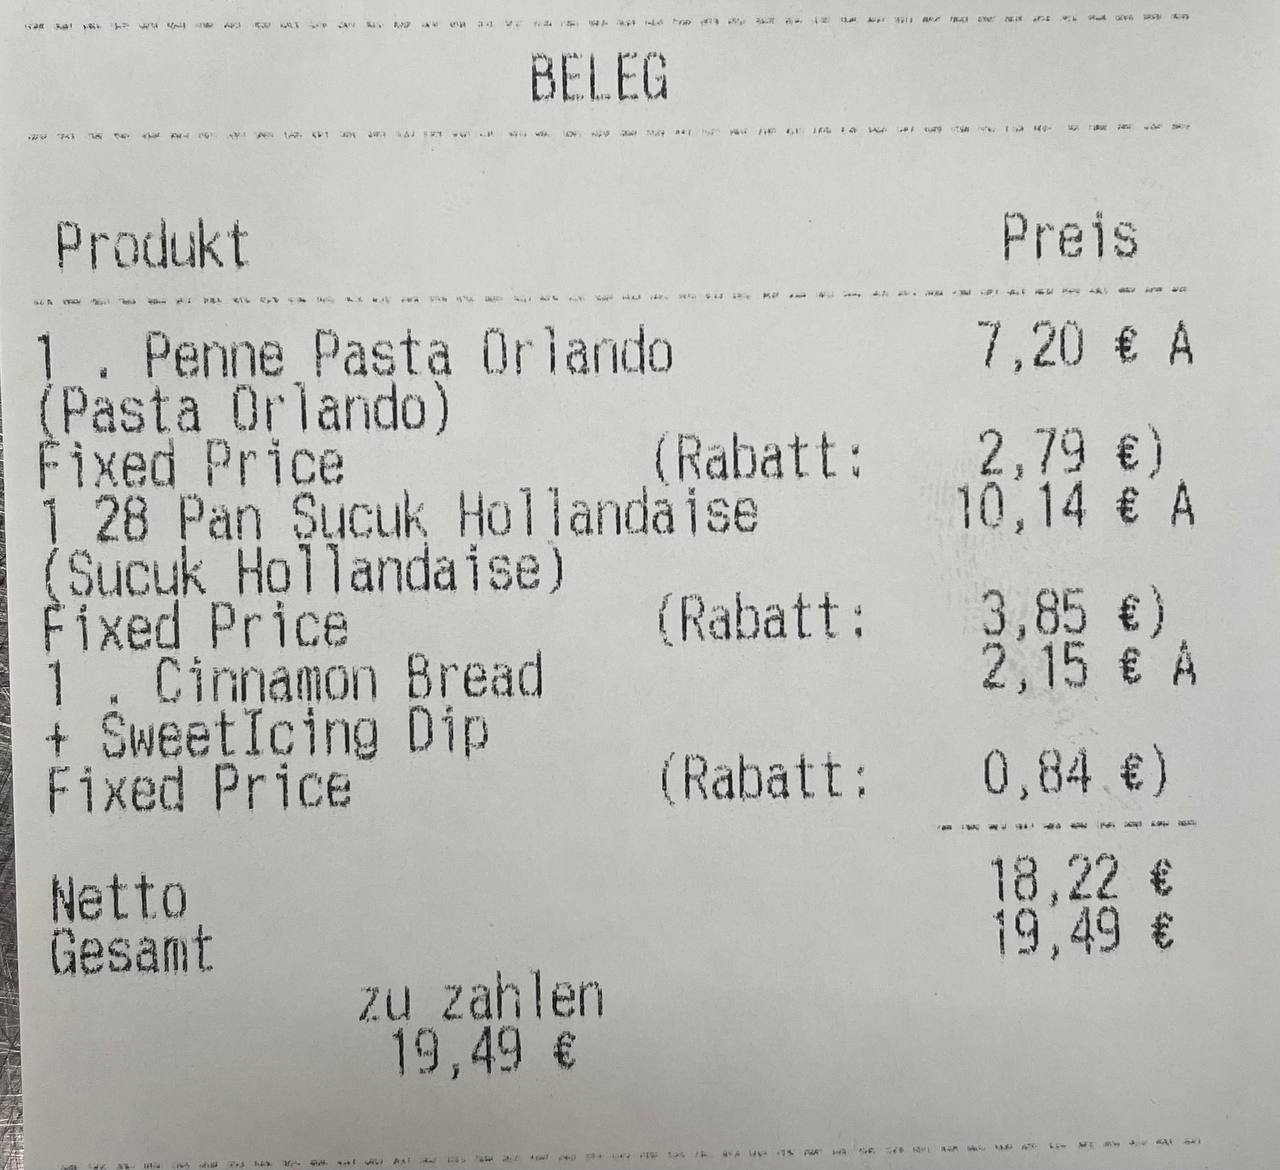 BELEG
Produkt Preis
1 . Penne Pasta Orlando 7,20 € A
(Pasta Orlando)
Fixed Price (Rabatt: 2,79 €)
1 28 Pan Sucuk Hollandaise 10,14 € A
(Sucuk Hollandaise)
Fixed Price (Rabatt: 3,85 €)
1 . Cinnamon Bread 2,15 € A
+ SweetIcing Dip
Fixed Price (Rabatt: 0,84 €)
Netto 18,22 €
Gesamt 19,49 €
zu zahlen
19,49 €